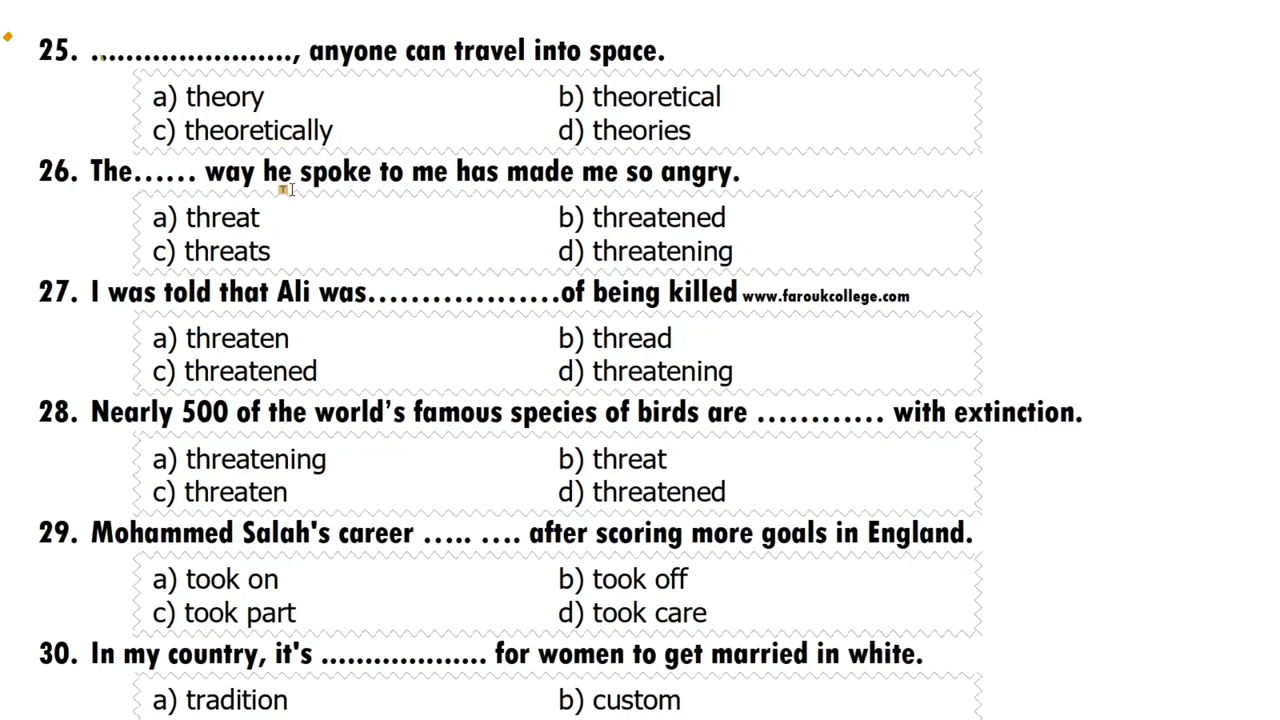 25. ......................, anyone can travel into space.
a) theory b) theoretical
c) theoretically d) theories
26. The...... way he spoke to me has made me so angry.
a) threat b) threatened
c) threats d) threatening
27. I was told that Ali was..................of being killed www.faroukcollege.com
a) threaten b) thread
c) threatened d) threatening
28. Nearly 500 of the world's famous species of birds are ............ with extinction.
a) threatening b) threat
c) threaten d) threatened
29. Mohammed Salah's career ..... .... after scoring more goals in England.
a) took on b) took off
c) took part d) took care
30. In my country, it's .................. for women to get married in white.
a) tradition b) custom